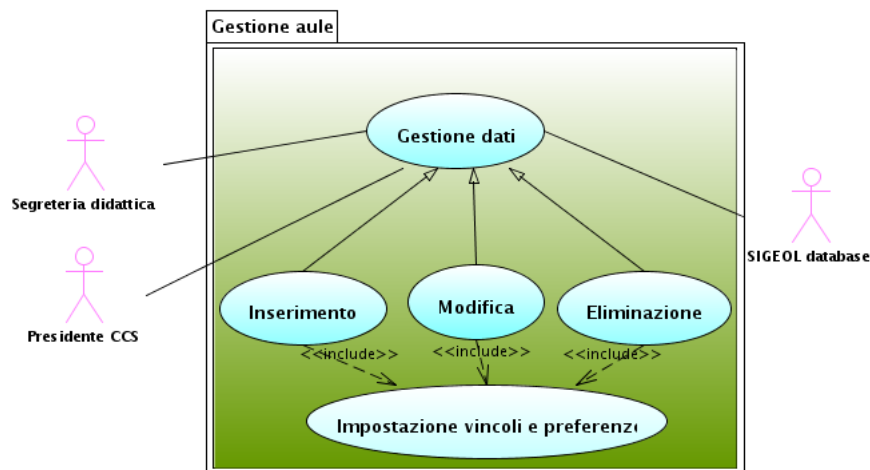 Gestione aule
Gestione dati
Segreteria didattica
SIGEOL database
Presidente CCS
Inserimento
Modifica
Eliminazione
<<include>>
<<include>>
<<include>>
Impostazione vincoli e preferenze